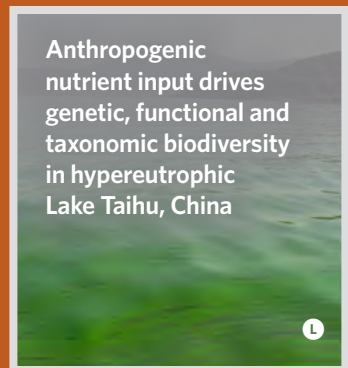 Anthropogenic
nutrient input drives
genetic, functional and
taxonomic biodiversity
in hypereutrophic
Lake Taihu, China
L